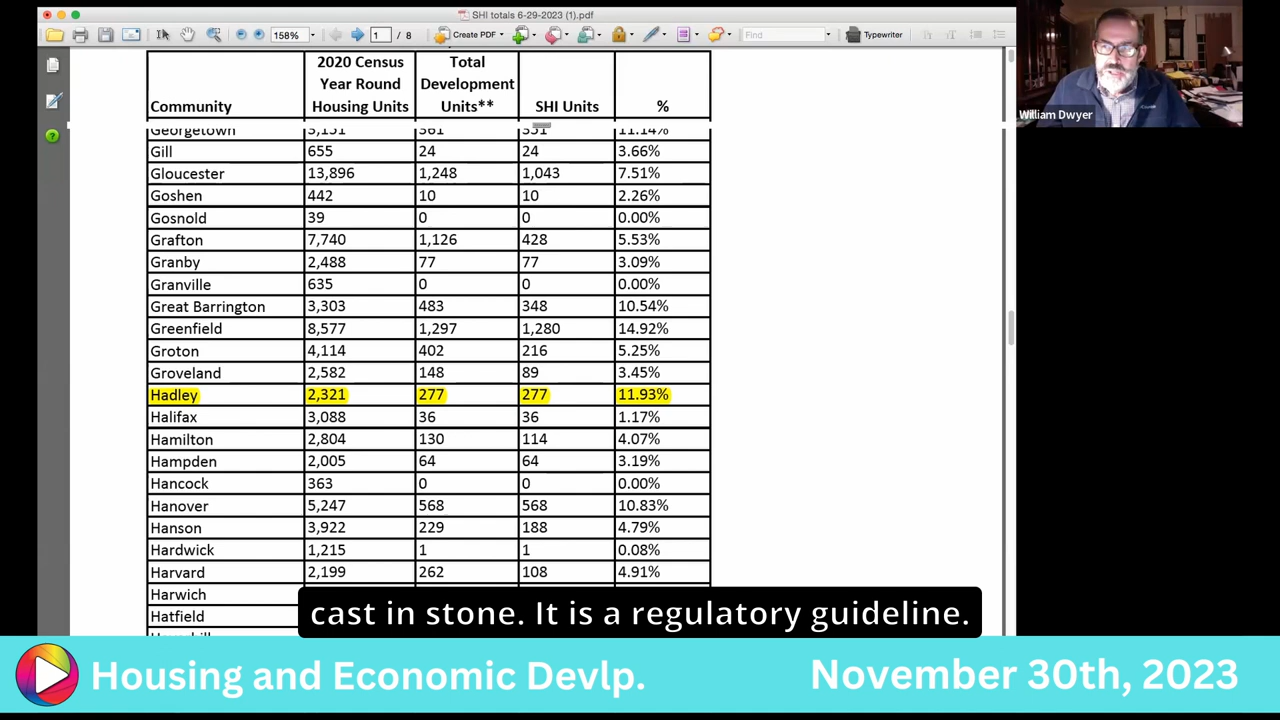 SHI totals 6-29-2023 (1).pdf
158% 1 / 8 Create PDF Find Typewriter
2020 Census Total
Year Round Development
Community Housing Units Units** SHI Units %
Georgetown 3,151 361 351 11.14%
Gill 655 24 24 3.66%
Gloucester 13,896 1,248 1,043 7.51%
Goshen 442 10 10 2.26%
Gosnold 39 0 0 0.00%
Grafton 7,740 1,126 428 5.53%
Granby 2,488 77 77 3.09%
Granville 635 0 0 0.00%
Great Barrington 3,303 483 348 10.54%
Greenfield 8,577 1,297 1,280 14.92%
Groton 4,114 402 216 5.25%
Groveland 2,582 148 89 3.45%
Hadley 2,321 277 277 11.93%
Halifax 3,088 36 36 1.17%
Hamilton 2,804 130 114 4.07%
Hampden 2,005 64 64 3.19%
Hancock 363 0 0 0.00%
Hanover 5,247 568 568 10.83%
Hanson 3,922 229 188 4.79%
Hardwick 1,215 1 1 0.08%
Harvard 2,199 262 108 4.91%
Harwich
Hatfield
William Dwyer
cast in stone. It is a regulatory guideline.
Housing and Economic Devlp. November 30th, 2023